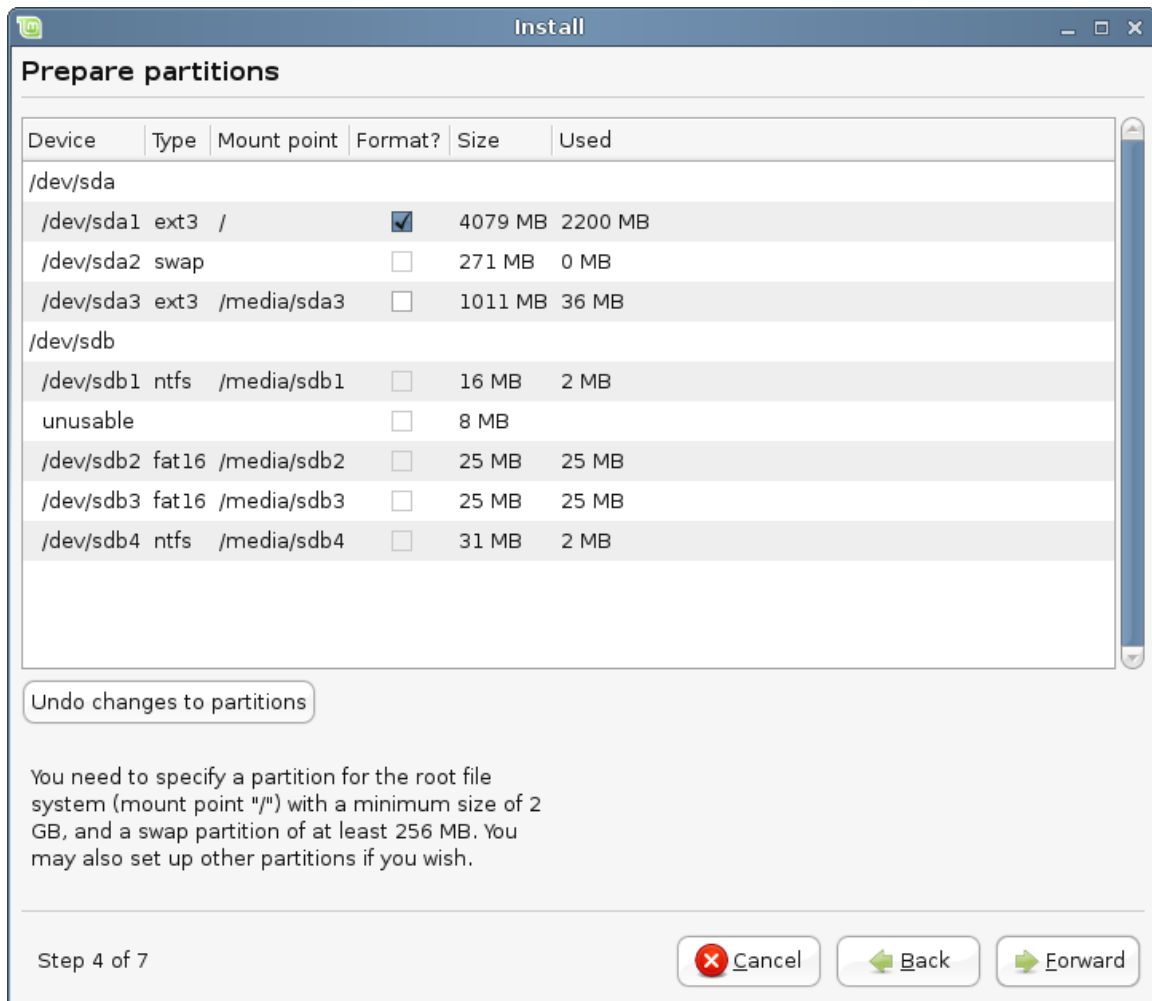 Install
Prepare partitions
Device Type Mount point Format? Size Used
/dev/sda
/dev/sda1 ext3 / 4079 MB 2200 MB
/dev/sda2 swap 271 MB 0 MB
/dev/sda3 ext3 /media/sda3 1011 MB 36 MB
/dev/sdb
/dev/sdb1 ntfs /media/sdb1 16 MB 2 MB
unusable 8 MB
/dev/sdb2 fat16 /media/sdb2 25 MB 25 MB
/dev/sdb3 fat16 /media/sdb3 25 MB 25 MB
/dev/sdb4 ntfs /media/sdb4 31 MB 2 MB
Undo changes to partitions
You need to specify a partition for the root file
system (mount point "/") with a minimum size of 2
GB, and a swap partition of at least 256 MB. You
may also set up other partitions if you wish.
Step 4 of 7 Cancel Back Forward